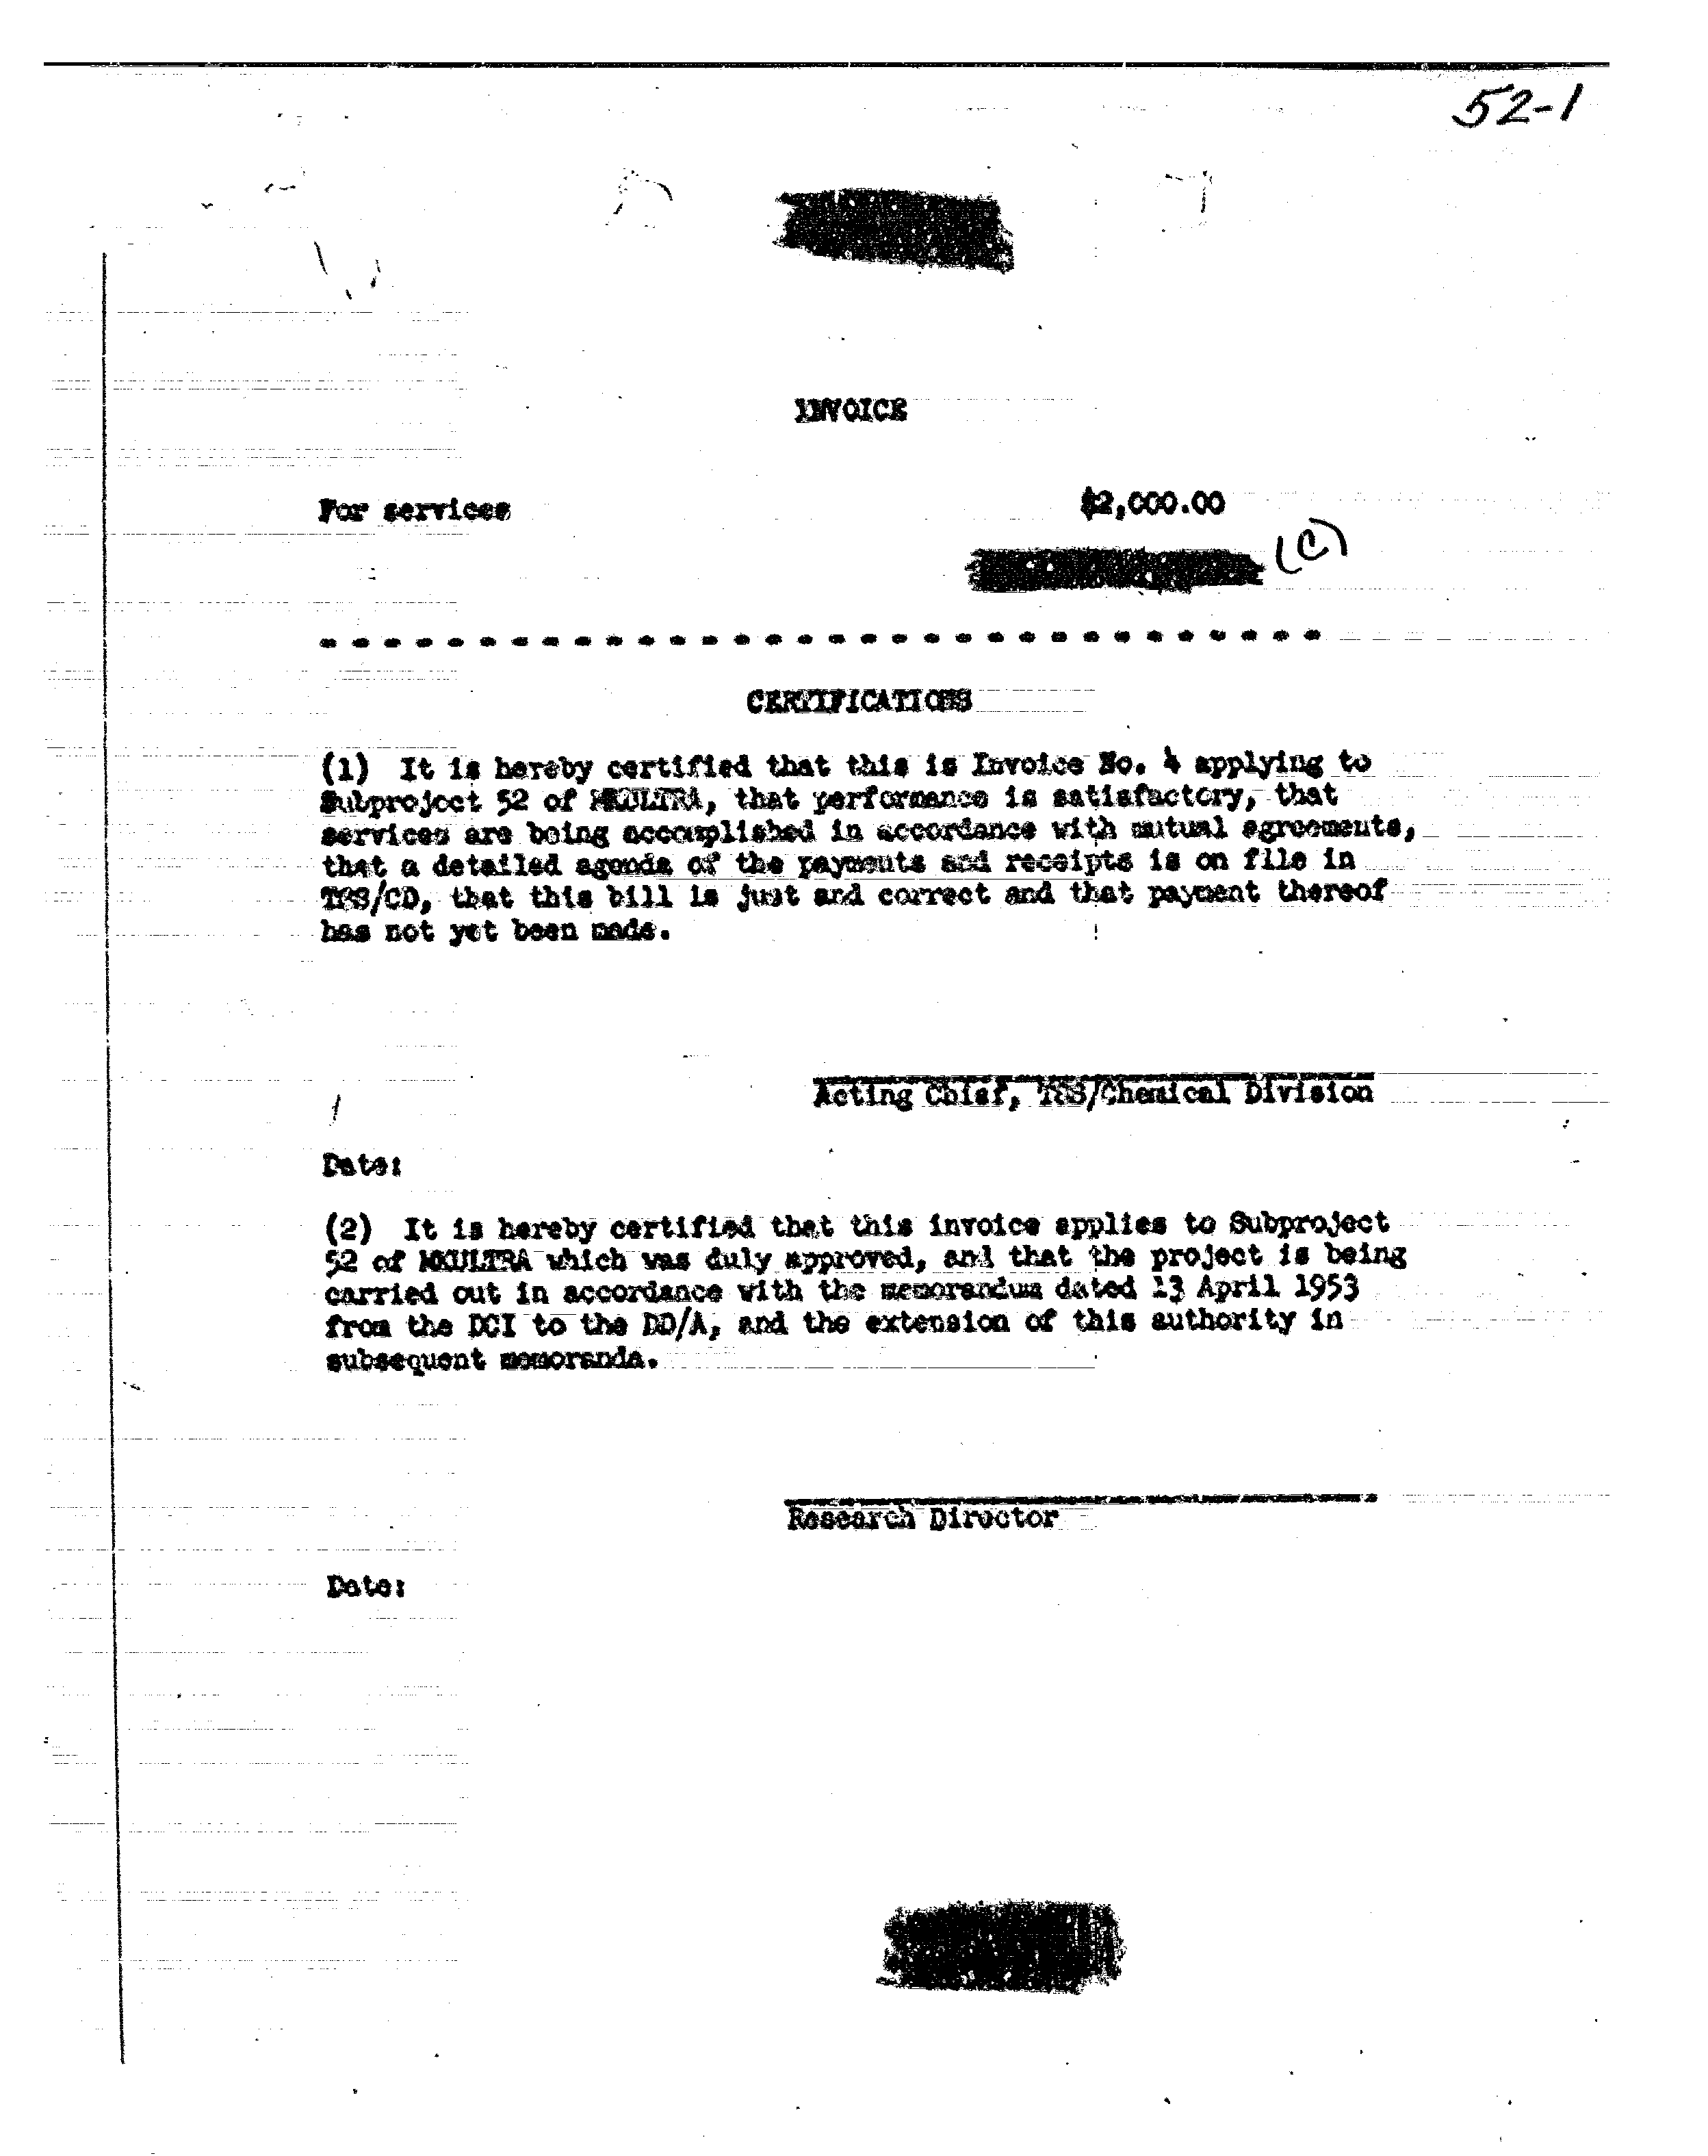 52-1
INVOICE
For services $2,000.00
(C)
- - - - - - - - - - - - - - - - - - - - - - - - - - - - - - - -
CERTIFICATIONS
(1) It is hereby certified that this is Invoice No. 4 applying to
Subproject 52 of MKULTRA, that performance is satisfactory, that
services are being accomplished in accordance with mutual agreements,
that a detailed agenda of the payments and receipts is on file in
TSS/CD, that this bill is just and correct and that payment thereof
has not yet been made.
Acting Chief, TSS/Chemical Division
Date:
(2) It is hereby certified that this invoice applies to Subproject
52 of MKULTRA which was duly approved, and that the project is being
carried out in accordance with the memorandum dated 13 April 1953
from the DCI to the DD/A, and the extension of this authority in
subsequent memoranda.
Research Director
Date: